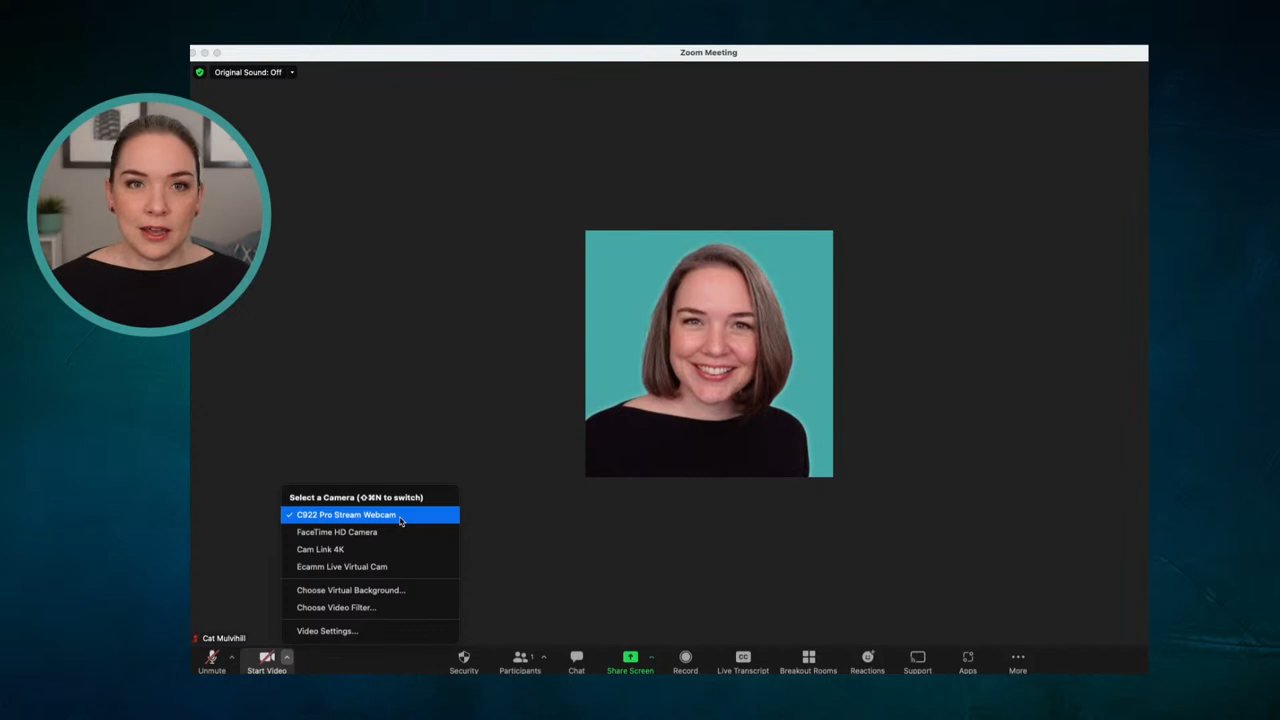 Zoom Meeting
Original Sound: Off
Select a Camera (⇧⌘N to switch)
✓ C922 Pro Stream Webcam
FaceTime HD Camera
Cam Link 4K
Ecamm Live Virtual Cam
Choose Virtual Background...
Choose Video Filter...
Video Settings...
Cat Mulvihill
Unmute
Start Video
Security
Participants
1
Chat
Share Screen
Record
CC
Live Transcript
Breakout Rooms
Reactions
Support
Apps
More